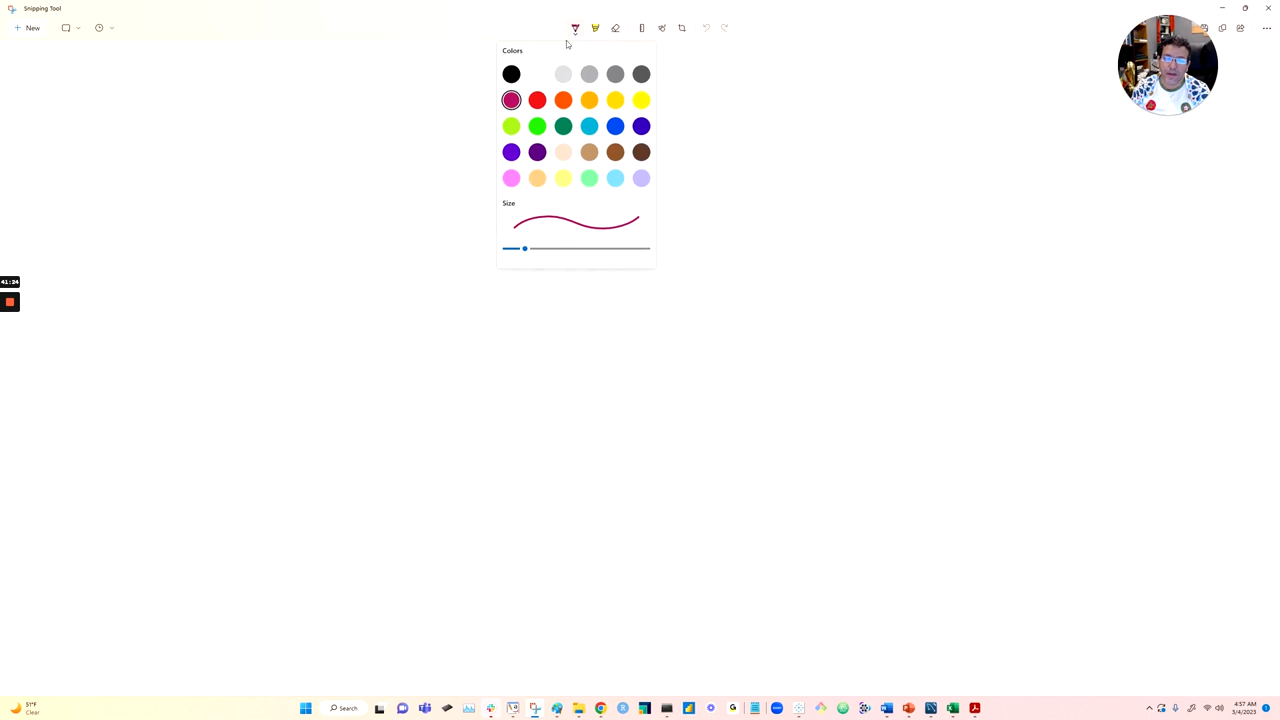 Snipping Tool
New
Colors
Size
41:24
51°F
Clear
Search
4:57 AM
3/4/2023